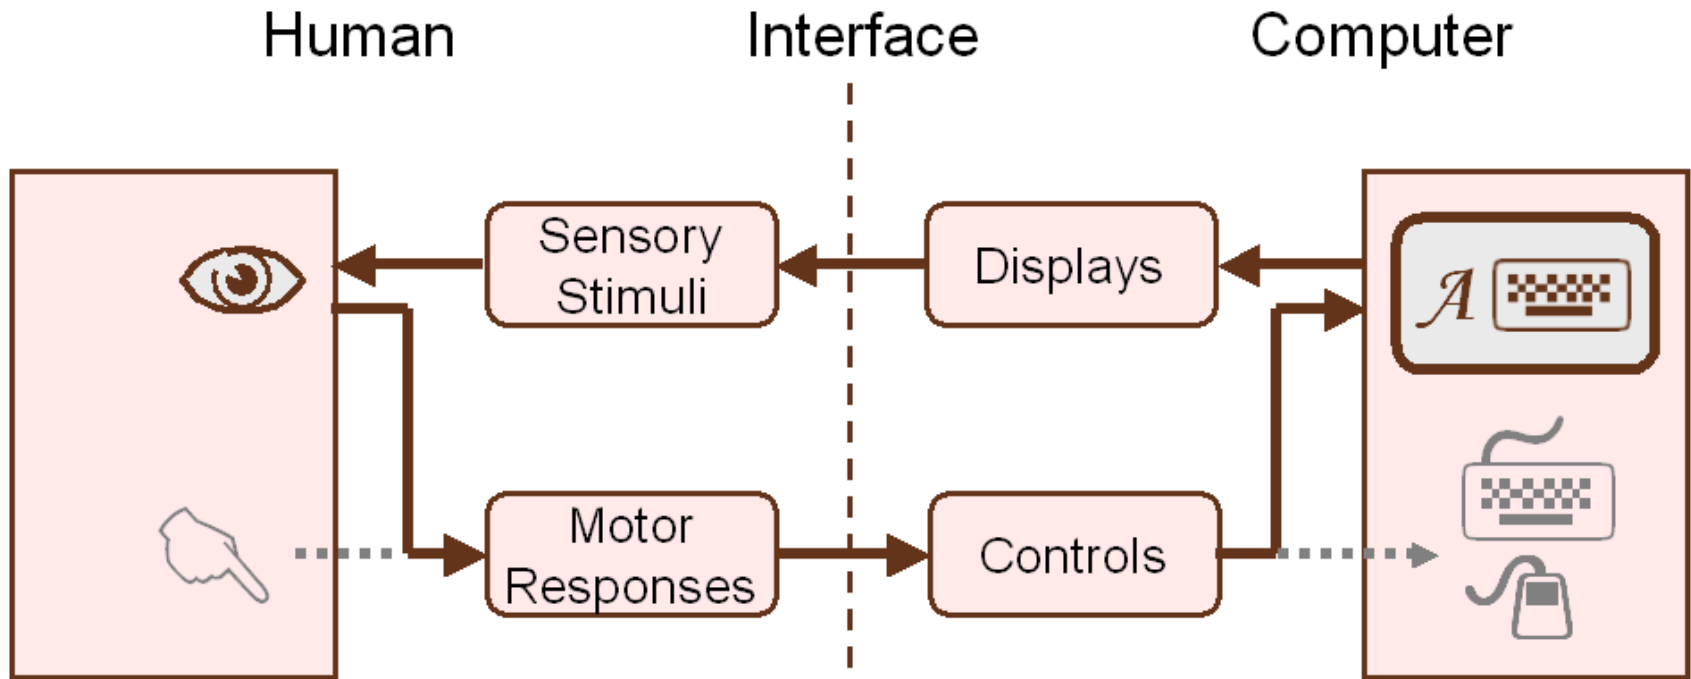 Human
Interface
Computer
Sensory
Stimuli
Displays
A
Motor
Responses
Controls